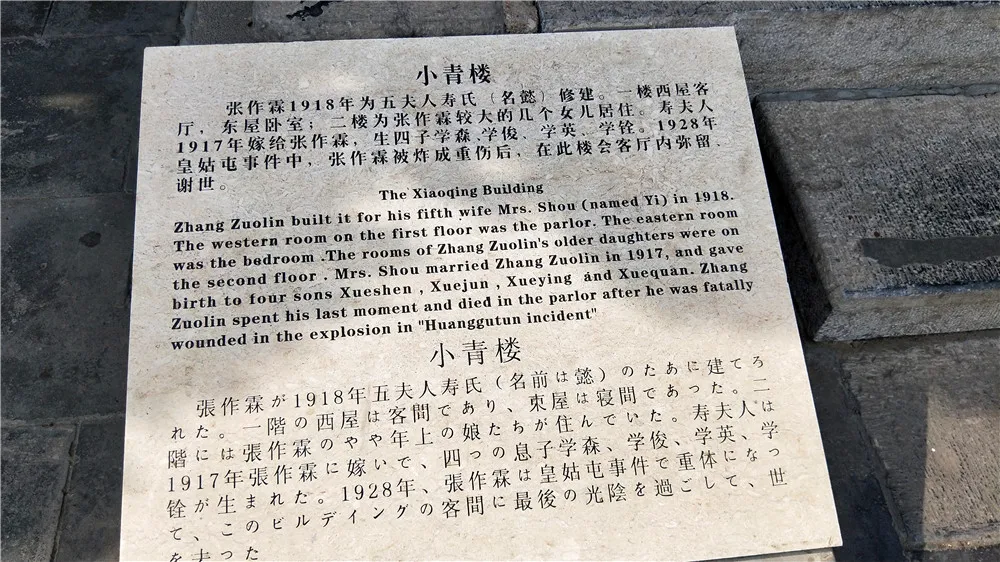 小青楼
张作霖1918年为五夫人寿氏（名懿）修建。一楼西屋客
厅，东屋卧室；二楼为张作霖较大的几个女儿居住。寿夫人
1917年嫁给张作霖，生四子学森、学俊、学英、学铨。1928年
皇姑屯事件中，张作霖被炸成重伤后，在此楼会客厅内弥留、
谢世。
The Xiaoqing Building
Zhang Zuolin built it for his fifth wife Mrs. Shou (named Yi) in 1918.
The western room on the first floor was the parlor. The eastern room
was the bedroom .The rooms of Zhang Zuolin's older daughters were on
the second floor . Mrs. Shou married Zhang Zuolin in 1917, and gave
birth to four sons Xueshen , Xuejun , Xueying and Xuequan. Zhang
Zuolin spent his last moment and died in the parlor after he was fatally
wounded in the explosion in "Huanggutun incident"
小青楼
張作霖が1918年五夫人寿氏（名前は懿）のたあに建てろ
れた。一階の西屋は客間であり、東屋は寝間であった。二
階には張作霖のやや年上の娘たちが住んでいた。寿夫人は
1917年張作霖に嫁いで、四つの息子学森、学俊、学英、学
铨が生まれた。1928年、張作霖は皇姑屯事件で重体になっ
て、このビルデイングの客間に最後の光陰を過ごして、世
を去った